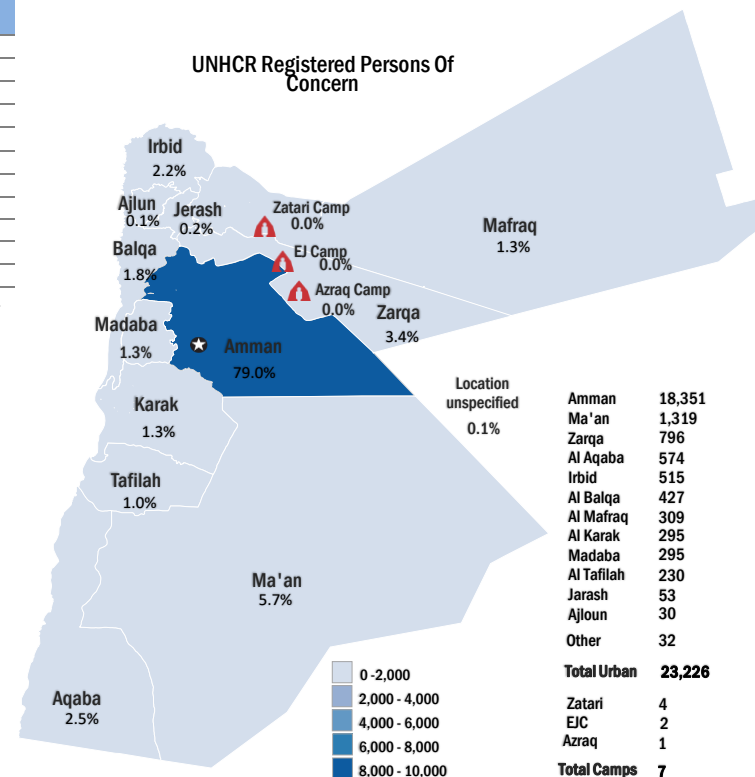 UNHCR Registered Persons Of
Concern
Irbid
2.2%
Ajlun
0.1%
Jerash
0.2%
Zatari Camp
0.0%
Mafraq
1.3%
Balqa
1.8%
EJ Camp
0.0%
Azraq Camp
0.0%
Zarqa
3.4%
Madaba
1.3%
Amman
79.0%
Karak
1.3%
Location
unspecified
0.1%
Tafilah
1.0%
Ma'an
5.7%
Aqaba
2.5%
0 -2,000
2,000 - 4,000
4,000 - 6,000
6,000 - 8,000
8,000 - 10,000
Amman 18,351
Ma'an 1,319
Zarqa 796
Al Aqaba 574
Irbid 515
Al Balqa 427
Al Mafraq 309
Al Karak 295
Madaba 295
Al Tafilah 230
Jarash 53
Ajloun 30
Other 32
Total Urban 23,226
Zatari 4
EJC 2
Azraq 1
Total Camps 7